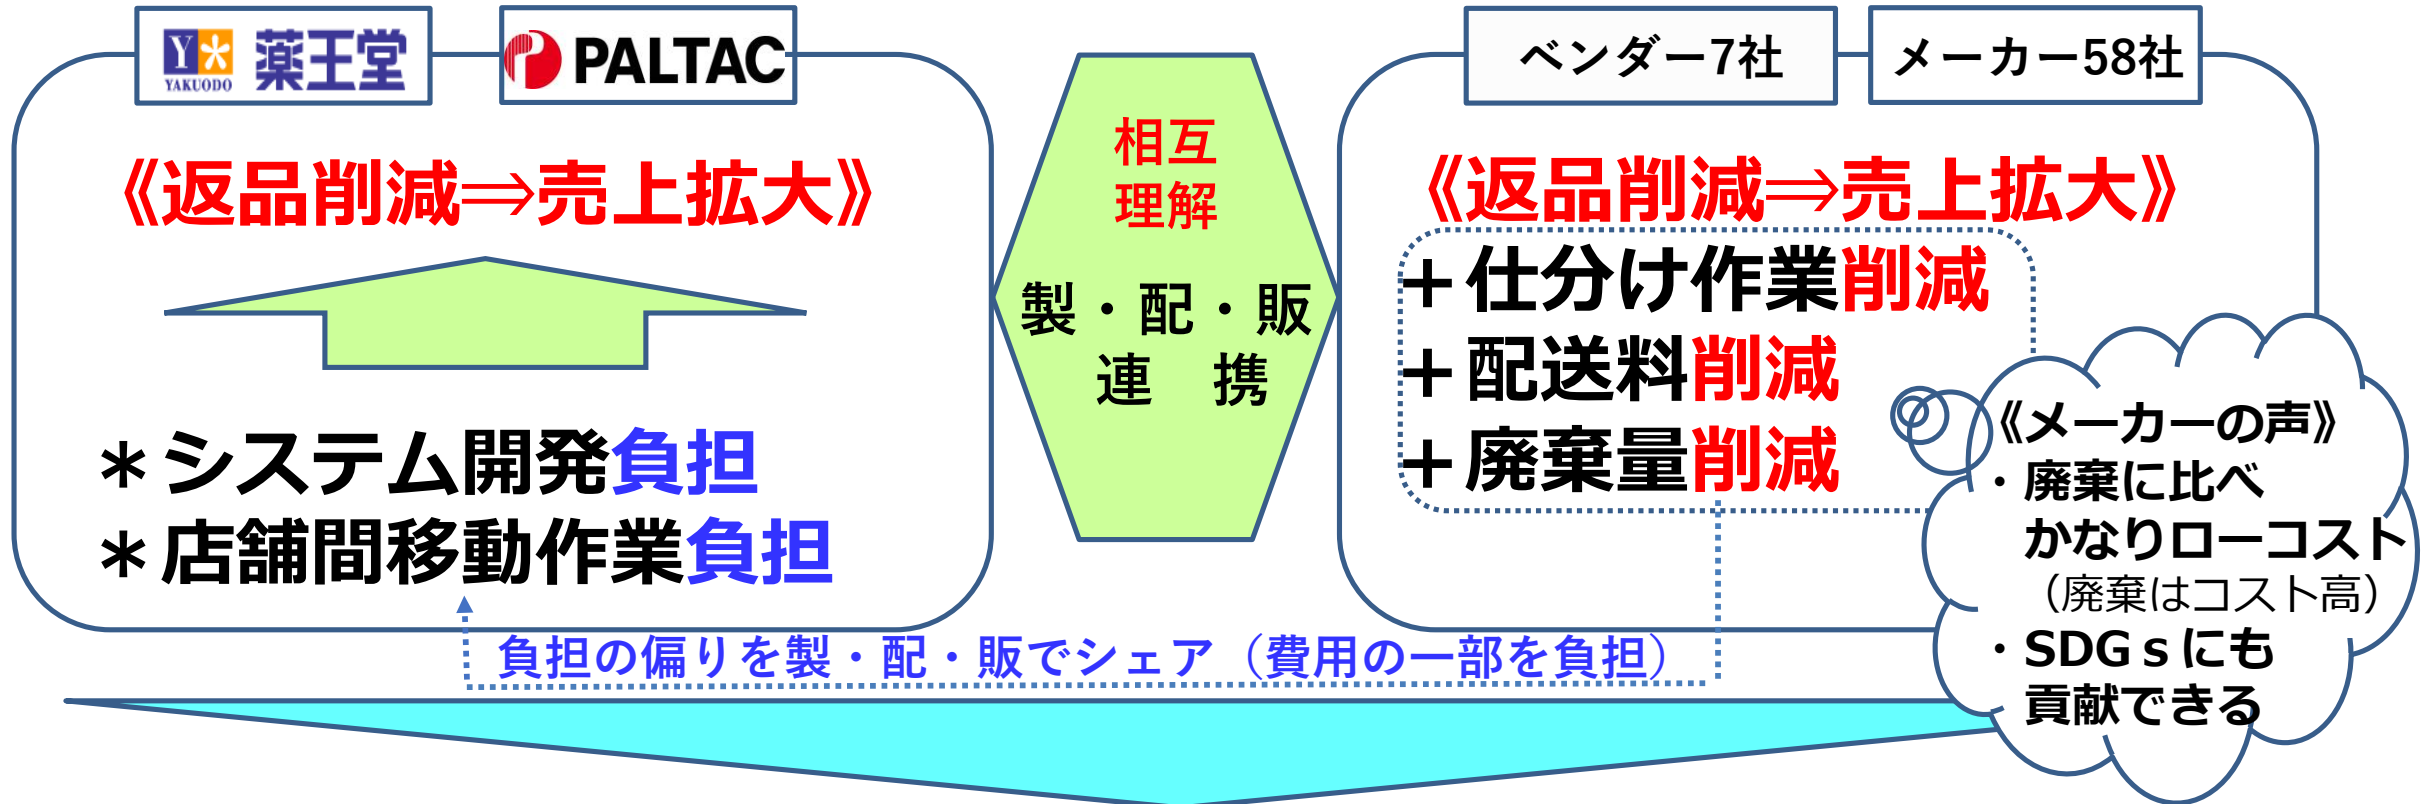 薬王堂
YAKUODO
PALTAC
《返品削減⇒売上拡大》
＊システム開発負担
＊店舗間移動作業負担
相互
理解
製・配・販
連　携
ベンダー7社
メーカー58社
《返品削減⇒売上拡大》
＋仕分け作業削減
＋配送料削減
＋廃棄量削減
《メーカーの声》
・廃棄に比べ
かなりローコスト
（廃棄はコスト高）
・SDGｓにも
貢献できる
負担の偏りを製・配・販でシェア（費用の一部を負担）